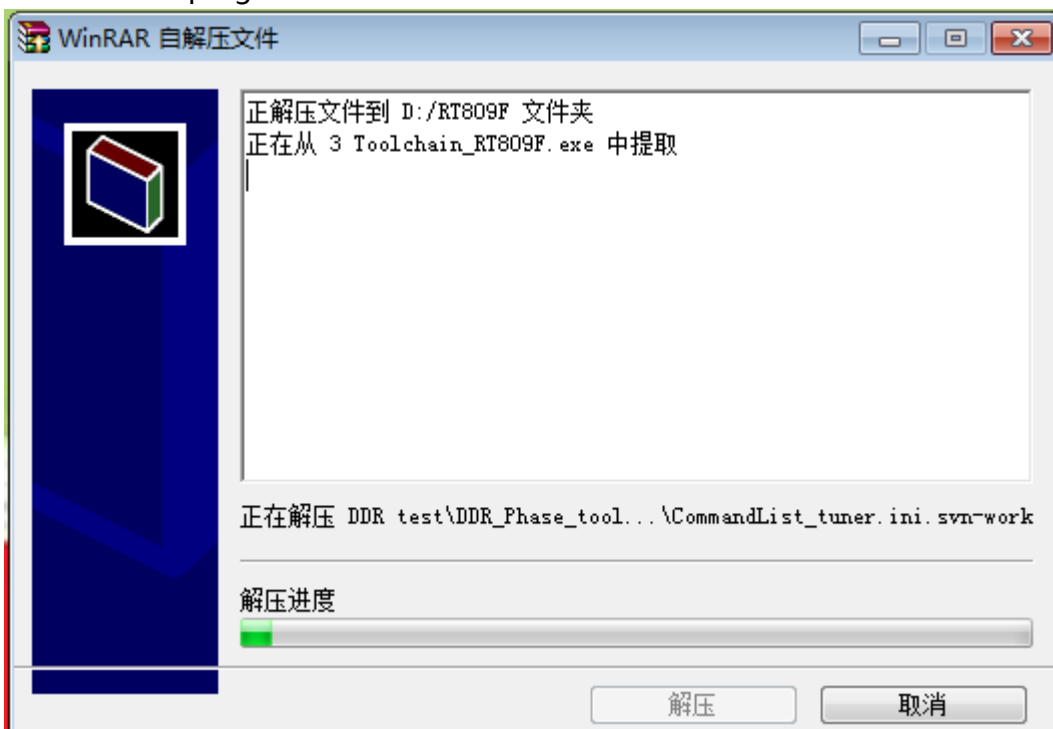 WinRAR 自解压文件
正解压文件到 D:/RT809F 文件夹
正在从 3 Toolchain_RT809F.exe 中提取
正在解压 DDR test\DDR_Phase_tool...\CommandList_tuner.ini.svn-work
解压进度
解压
取消